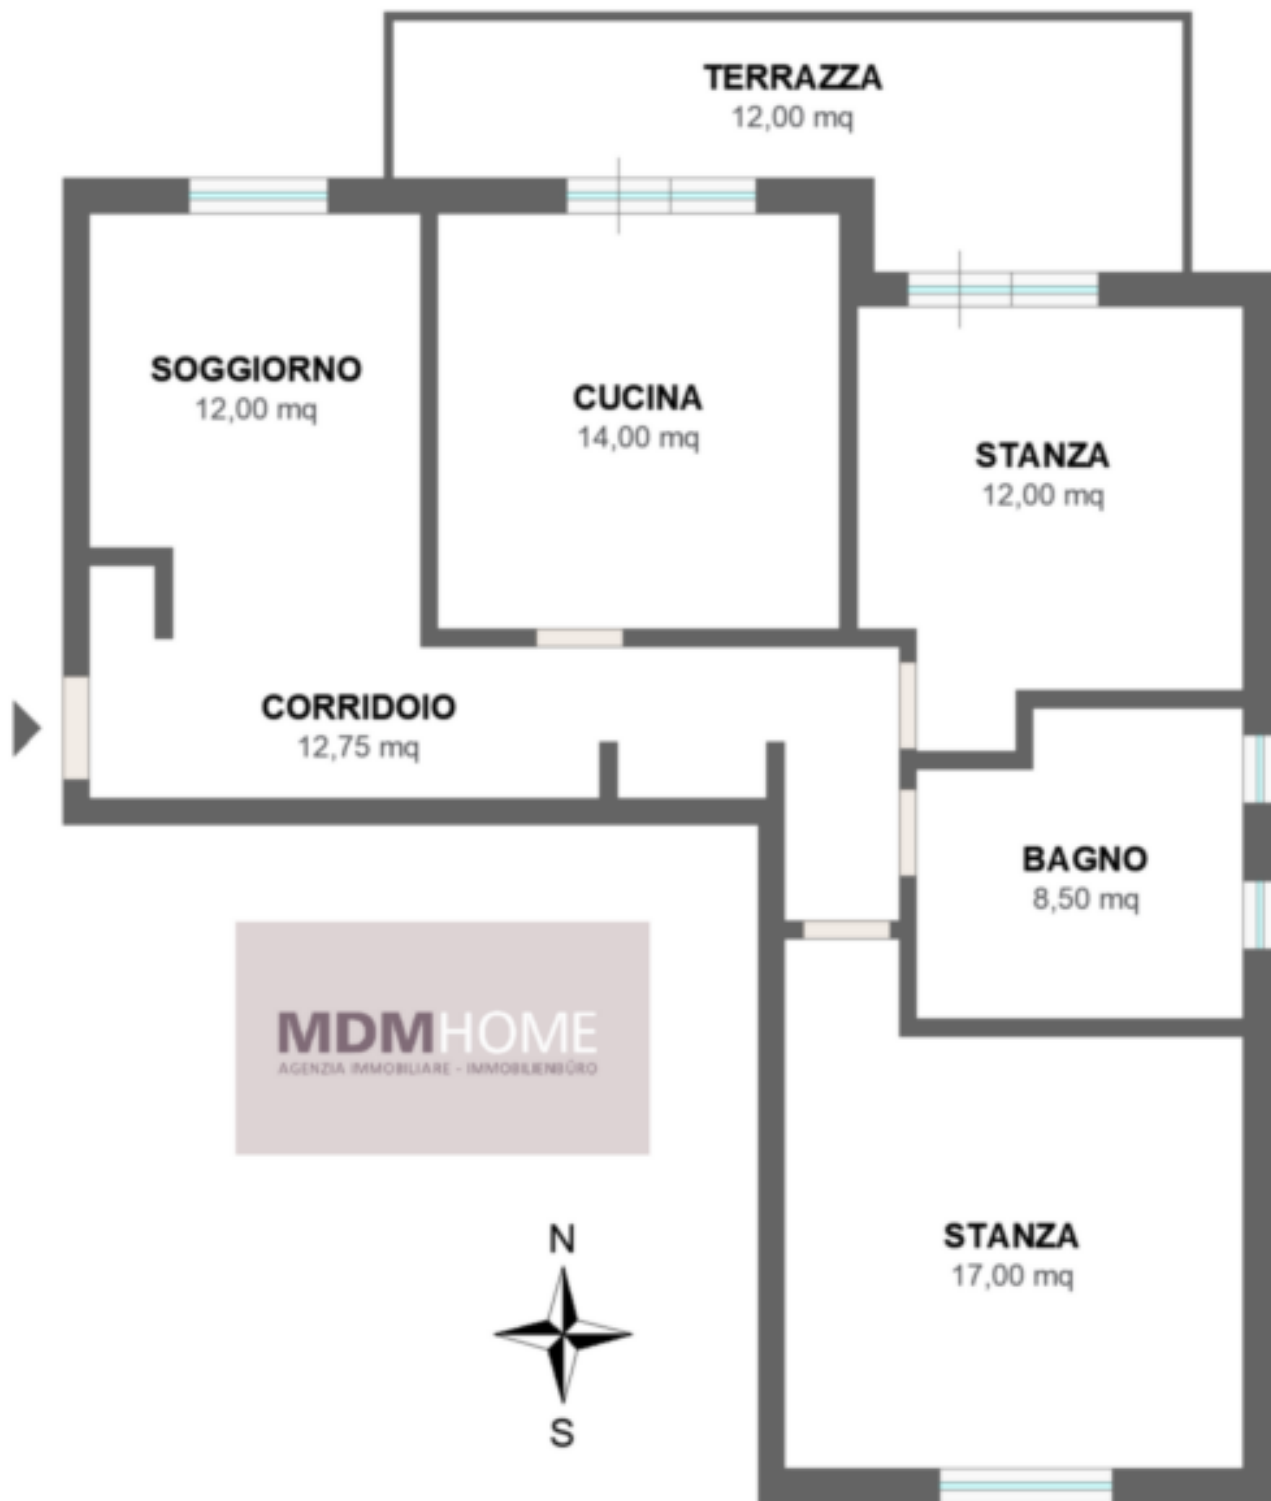 TERRAZZA
12,00 mq
SOGGIORNO
12,00 mq
CUCINA
14,00 mq
STANZA
12,00 mq
CORRIDOIO
12,75 mq
BAGNO
8,50 mq
MDMHOME
AGENZIA IMMOBILIARE - IMMOBILIENBÜRO
STANZA
17,00 mq
N
S